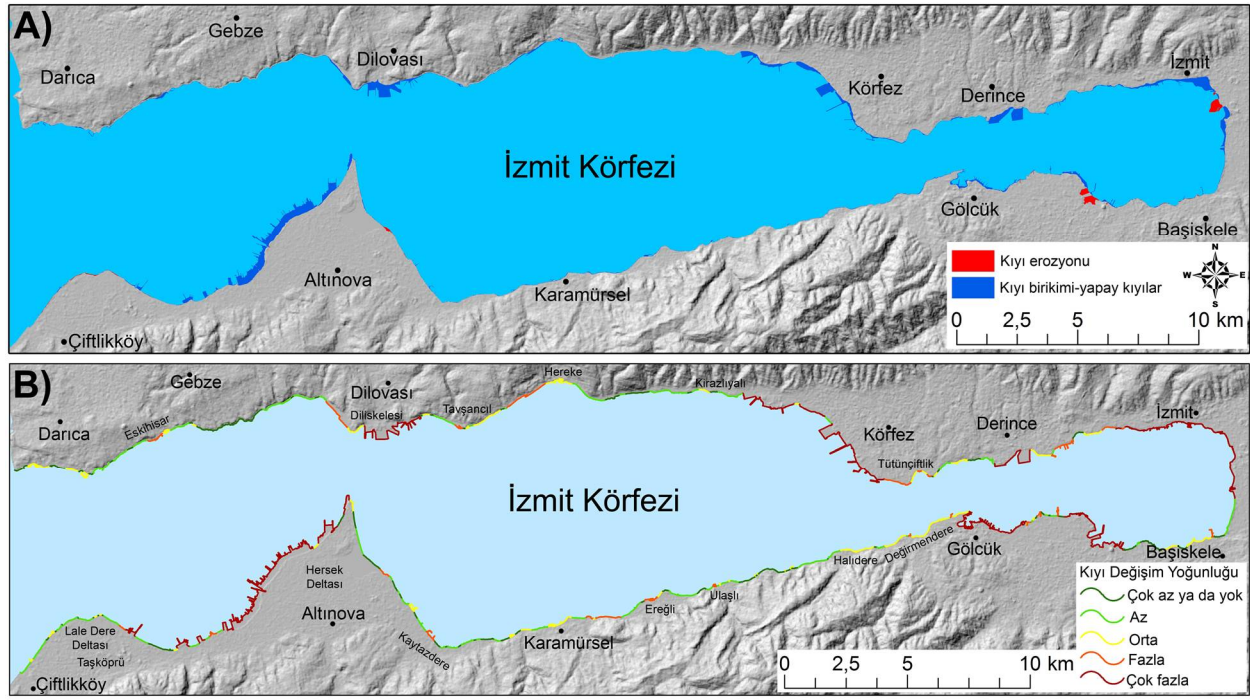 A)
Gebze
Dilovası
Darıca
Körfez
Derince
İzmit
İzmit Körfezi
Gölcük
Başiskele
Altınova
Karamürsel
Çiftlikköy
Kıyı erozyonu
Kıyı birikimi-yapay kıyılar
N
W E
S
0 2,5 5 10 km
B)
Gebze
Dilovası
Hereke
Kirazlıyalı
Diliskelesi
Tavşancıl
Darıca
Eskihisar
Körfez
Derince
İzmit
Tütünçiftlik
İzmit Körfezi
Hersek
Deltası
Altınova
Lale Dere
Deltası
Taşköprü
Çiftlikköy
Kaytazdere
Karamürsel
Ereğli
Ulaşlı
Halıdere
Değirmendere
Gölcük
Başiskele
Kıyı Değişim Yoğunluğu
Çok az ya da yok
Az
Orta
Fazla
Çok fazla
0 2,5 5 10 km